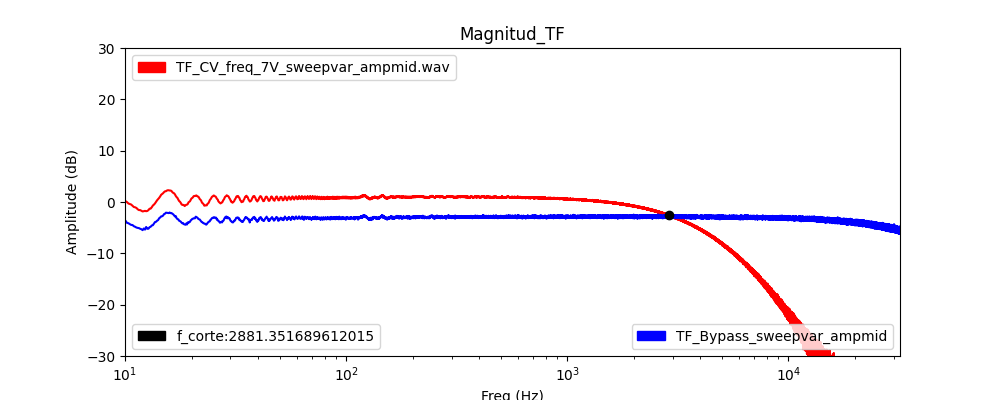 Magnitud_TF
30
20
10
0
−10
−20
−30
Amplitude (dB)
TF_CV_freq_7V_sweepvar_ampmid.wav
f_corte:2881.351689612015
TF_Bypass_sweepvar_ampmid
10¹
10²
10³
10⁴
Freq (Hz)